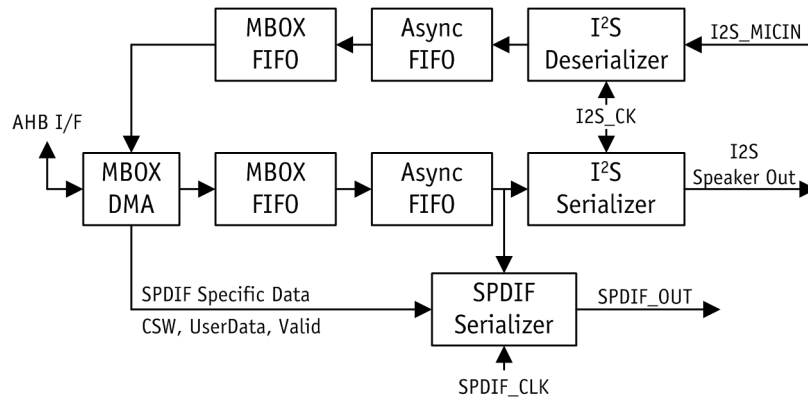 MBOX
FIFO
Async
FIFO
I²S
Deserializer
I2S_MICIN
I2S_CK
AHB I/F
MBOX
DMA
MBOX
FIFO
Async
FIFO
I²S
Serializer
I2S
Speaker Out
SPDIF Specific Data
CSW, UserData, Valid
SPDIF
Serializer
SPDIF_OUT
SPDIF_CLK